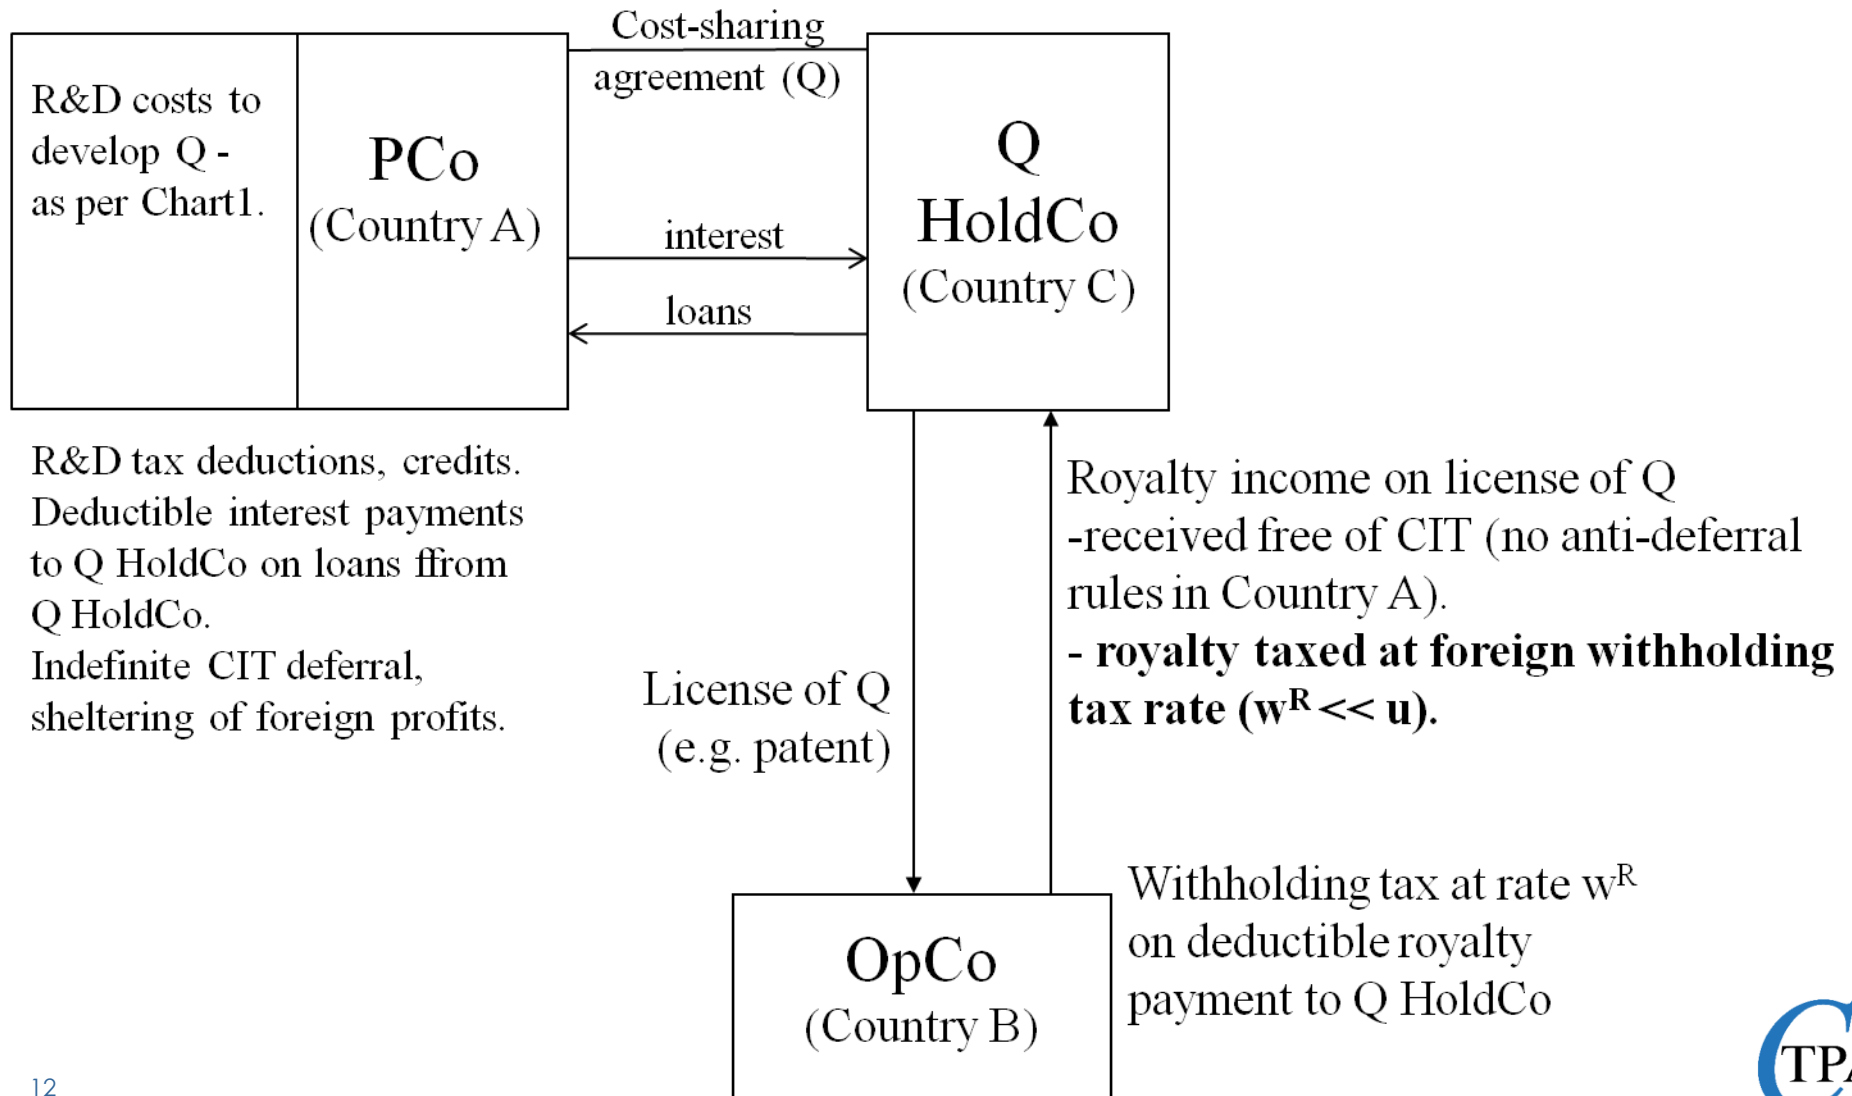 Cost-sharing
agreement (Q)
R&D costs to
develop Q -
as per Chart1.
PCo
(Country A)
interest
loans
Q
HoldCo
(Country C)
R&D tax deductions, credits.
Deductible interest payments
to Q HoldCo on loans ffrom
Q HoldCo.
Indefinite CIT deferral,
sheltering of foreign profits.
License of Q
(e.g. patent)
Royalty income on license of Q
-received free of CIT (no anti-deferral
rules in Country A).
- royalty taxed at foreign withholding
tax rate (wᴿ << u).
OpCo
(Country B)
Withholding tax at rate wᴿ
on deductible royalty
payment to Q HoldCo
12